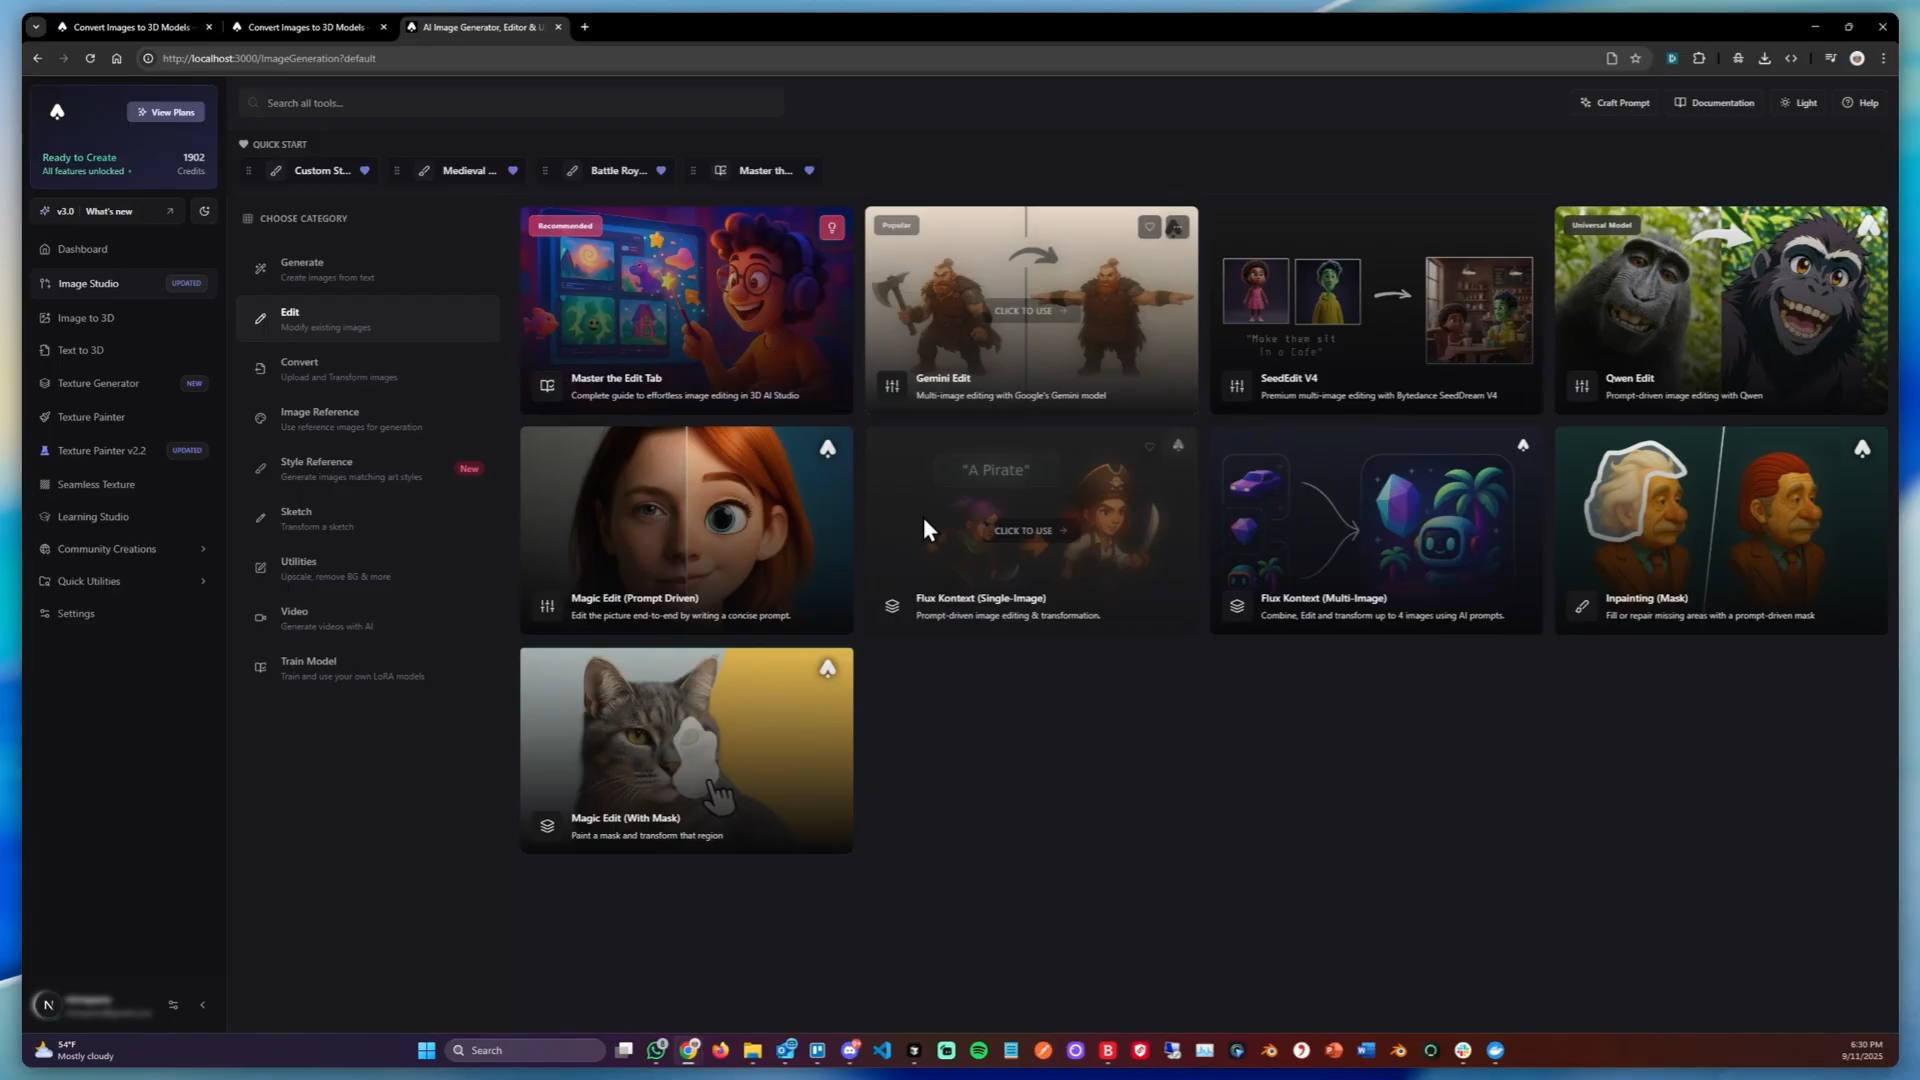 Convert Images to 3D Models
Convert Images to 3D Models
AI Image Generator, Editor & U
http://localhost:3000/ImageGeneration?default
View Plans
Ready to Create
1902
All features unlocked
Credits
v3.0
What's new
Dashboard
Image Studio
UPDATED
Image to 3D
Text to 3D
Texture Generator
NEW
Texture Painter
Texture Painter v2.2
UPDATED
Seamless Texture
Learning Studio
Community Creations
Quick Utilities
Settings
N
Search all tools...
Craft Prompt
Documentation
Light
Help
QUICK START
Custom St...
Medieval ...
Battle Roy...
Master th...
CHOOSE CATEGORY
Generate
Create images from text
Edit
Modify existing images
Convert
Upload and Transform images
Image Reference
Use reference images for generation
Style Reference
Generate images matching art styles
New
Sketch
Transform a sketch
Utilities
Upscale, remove BG & more
Video
Generate videos with AI
Train Model
Train and use your own LoRA models
Recommended
Master the Edit Tab
Complete guide to effortless image editing in 3D AI Studio
Popular
CLICK TO USE
Gemini Edit
Multi-image editing with Google's Gemini model
"Make them sit
in a Cofe"
SeedEdit V4
Premium multi-image editing with Bytedance SeedDream V4
Universal Model
Qwen Edit
Prompt-driven image editing with Qwen
Magic Edit (Prompt Driven)
Edit the picture end-to-end by writing a concise prompt.
"A Pirate"
CLICK TO USE
Flux Kontext (Single-Image)
Prompt-driven image editing & transformation.
Flux Kontext (Multi-Image)
Combine, Edit and transform up to 4 images using AI prompts.
Inpainting (Mask)
Fill or repair missing areas with a prompt-driven mask
Magic Edit (With Mask)
Paint a mask and transform that region
54°F
Mostly cloudy
Search
6:30 PM
9/11/2025